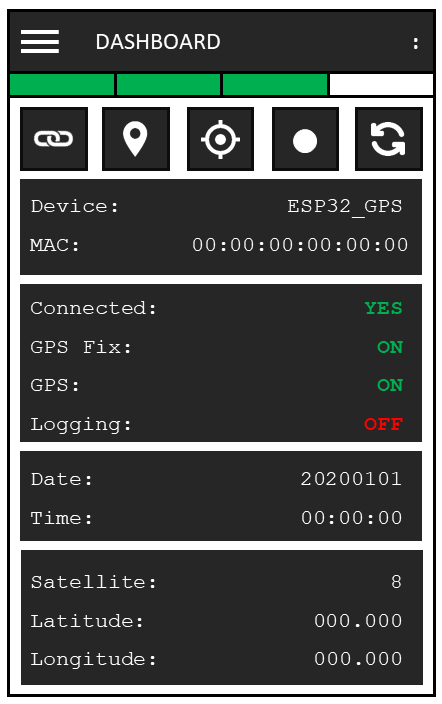 DASHBOARD :
Device: ESP32_GPS
MAC: 00:00:00:00:00:00
Connected: YES
GPS Fix: ON
GPS: ON
Logging: OFF
Date: 20200101
Time: 00:00:00
Satellite: 8
Latitude: 000.000
Longitude: 000.000